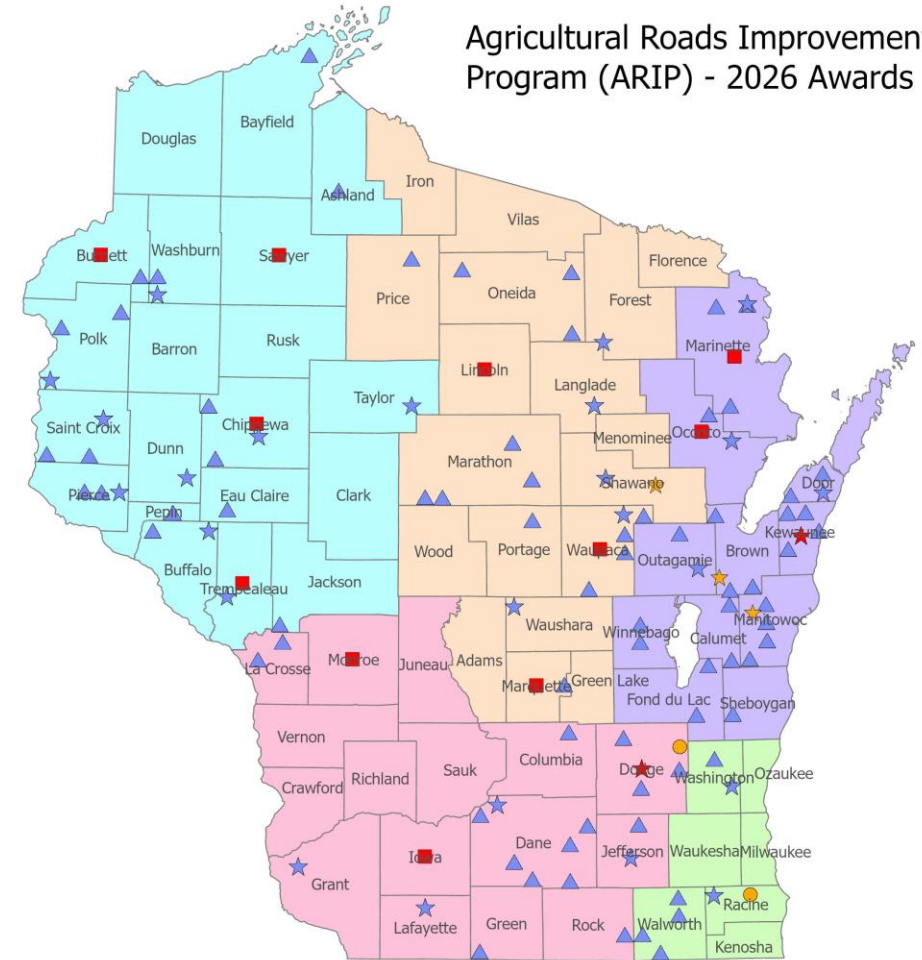 Agricultural Roads Improvemen
Program (ARIP) - 2026 Awards
Bayfield
Douglas
Ashland
Iron
Vilas
Burnett
Washburn
Sawyer
Florence
Price
Oneida
Forest
Polk
Barron
Rusk
Marinette
Lincoln
Langlade
Taylor
Saint Croix
Chippewa
Oconto
Menominee
Dunn
Marathon
Shawano
Door
Pierce
Eau Claire
Clark
Pepin
Kewaunee
Wood
Portage
Waupaca
Outagamie
Brown
Buffalo
Trempealeau
Jackson
Manitowoc
Waushara
Winnebago
Calumet
La Crosse
Monroe
Juneau
Adams
Marquette
Green Lake
Fond du Lac
Sheboygan
Vernon
Columbia
Dodge
Washington
Ozaukee
Sauk
Richland
Crawford
Dane
Jefferson
Waukesha
Milwaukee
Iowa
Grant
Lafayette
Green
Rock
Walworth
Racine
Kenosha